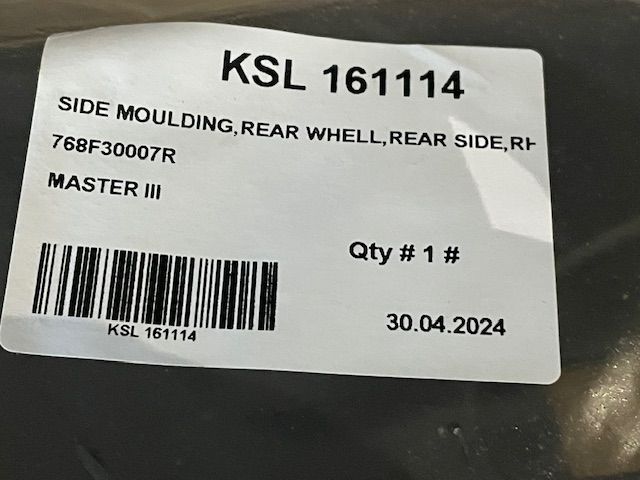 KSL 161114
SIDE MOULDING,REAR WHELL,REAR SIDE,RH
768F30007R
MASTER III
Qty # 1 #
KSL 161114
30.04.2024